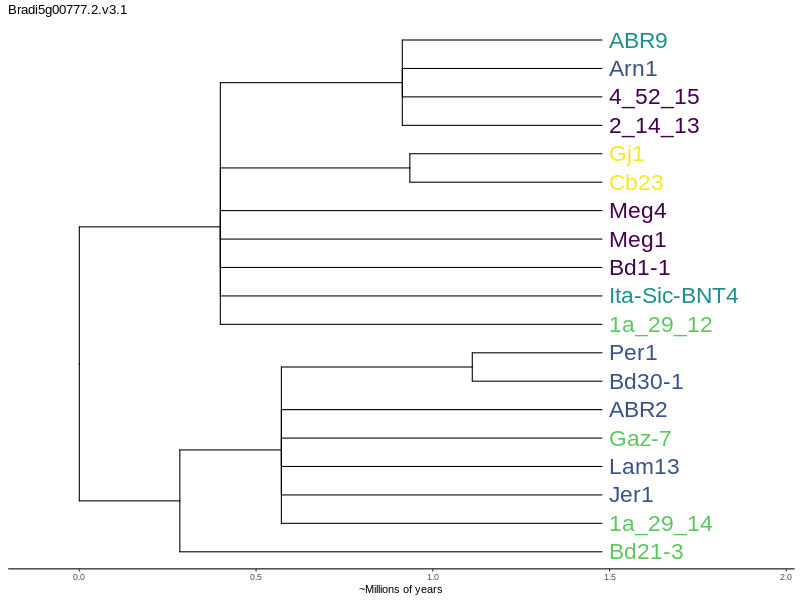 Bradi5g00777.2.v3.1
ABR9
Arn1
4_52_15
2_14_13
Gj1
Cb23
Meg4
Meg1
Bd1-1
Ita-Sic-BNT4
1a_29_12
Per1
Bd30-1
ABR2
Gaz-7
Lam13
Jer1
1a_29_14
Bd21-3
0.0 0.5 1.0 1.5 2.0
~Millions of years